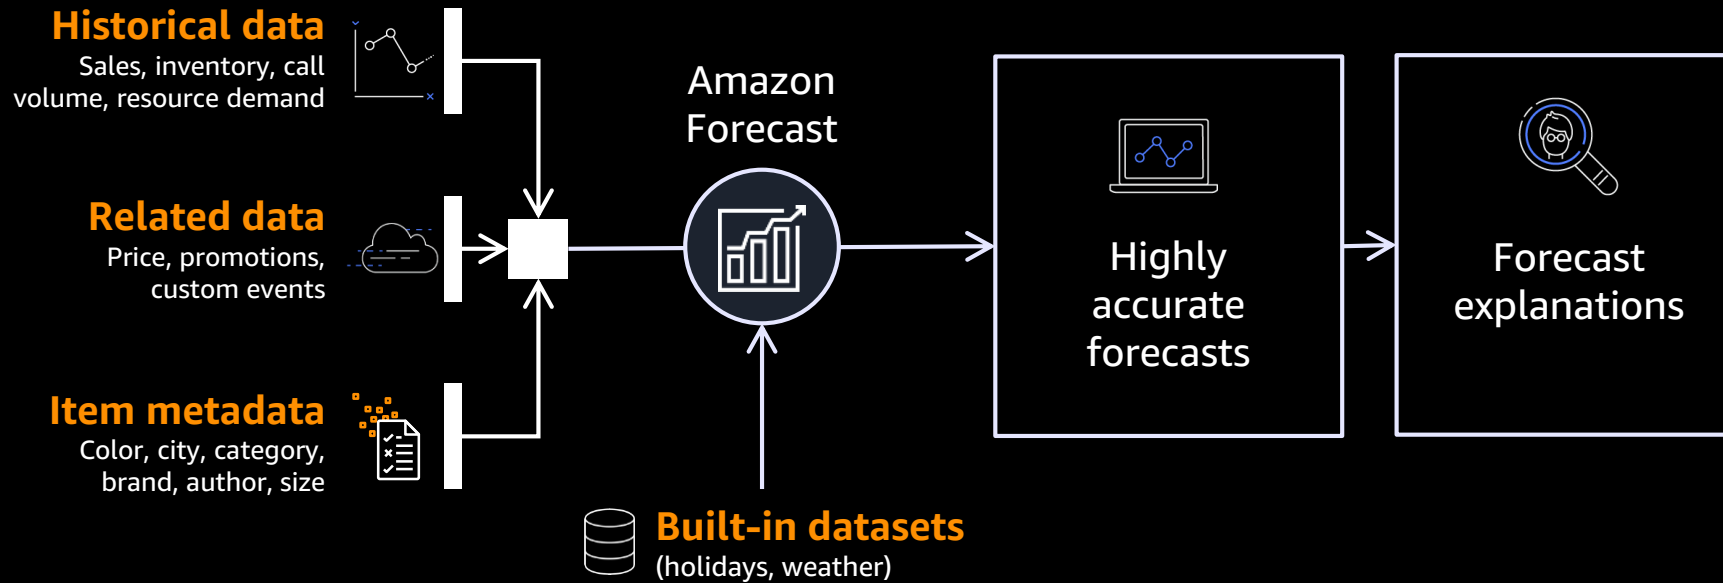 Historical data
Sales, inventory, call
volume, resource demand
Related data
Price, promotions,
custom events
Item metadata
Color, city, category,
brand, author, size
Amazon
Forecast
Built-in datasets
(holidays, weather)
Highly
accurate
forecasts
Forecast
explanations